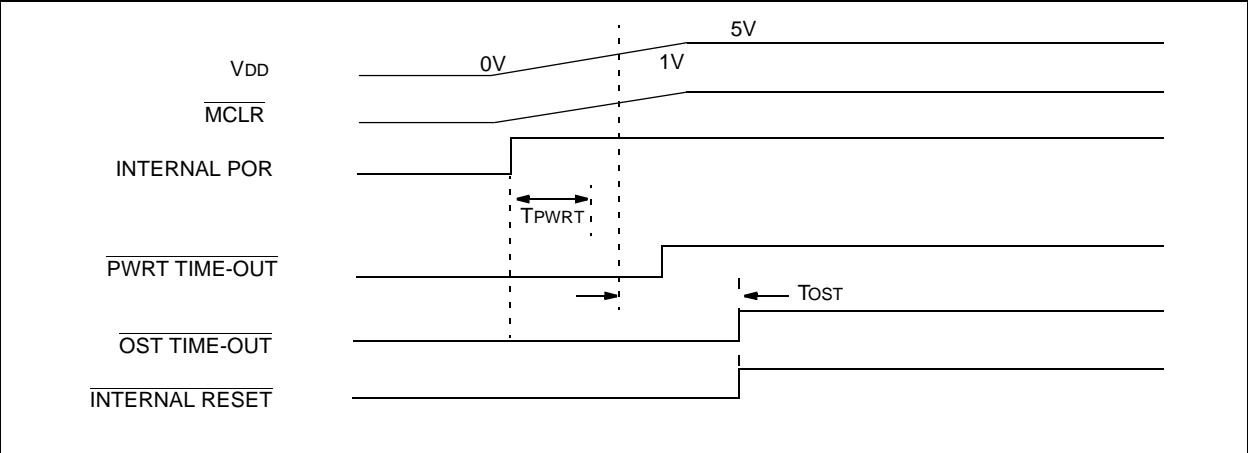 5V
0V
1V
VDD
MCLR
INTERNAL POR
TPWRT
PWRT TIME-OUT
TOST
OST TIME-OUT
INTERNAL RESET